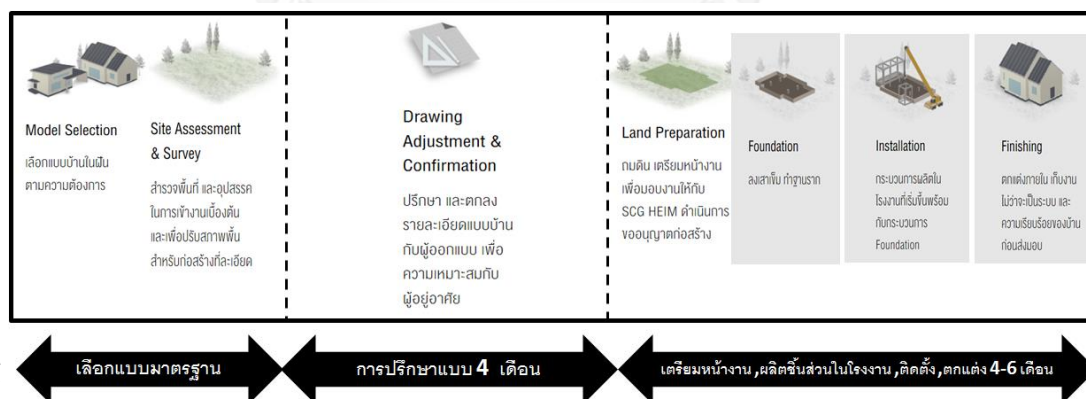 Model Selection
เลือกแบบบ้านในฝัน
ตามความต้องการ
Site Assessment
& Survey
สำรวจพื้นที่ และอุปสรรค
ในการเข้างานเบื้องต้น
และเพื่อปรับสภาพพื้น
สำหรับก่อสร้างที่ละเอียด
Drawing
Adjustment &
Confirmation
ปรึกษา และตกลง
รายละเอียดแบบบ้าน
กับผู้ออกแบบ เพื่อ
ความเหมาะสมกับ
ผู้อยู่อาศัย
Land Preparation
ถมดิน เตรียมหน้างาน
เพื่อมอบงานให้กับ
SCG HEIM ดำเนินการ
ขออนุญาตก่อสร้าง
Foundation
ลงเสาเข็ม ทำฐานราก
Installation
กระบวนการผลิตใน
โรงงานที่เริ่มขึ้นพร้อม
กับกระบวนการ
Foundation
Finishing
ตกแต่งภายใน เก็บงาน
ไม่ว่าจะเป็นระบบ และ
ความเรียบร้อยของบ้าน
ก่อนส่งมอบ
เลือกแบบมาตรฐาน
การปรึกษาแบบ 4 เดือน
เตรียมหน้างาน ,ผลิตชิ้นส่วนในโรงงาน ,ติดตั้ง ,ตกแต่ง 4-6 เดือน